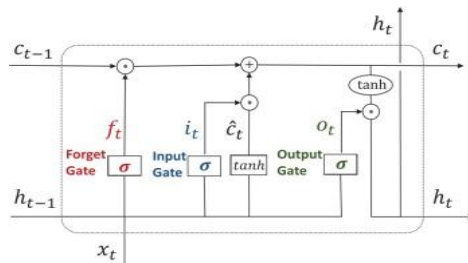 h_t
c_{t-1}
c_t
tanh
f_t
i_t
ĉ_t
o_t
Forget
Gate
σ
Input
Gate
σ
tanh
Output
Gate
σ
h_{t-1}
h_t
x_t